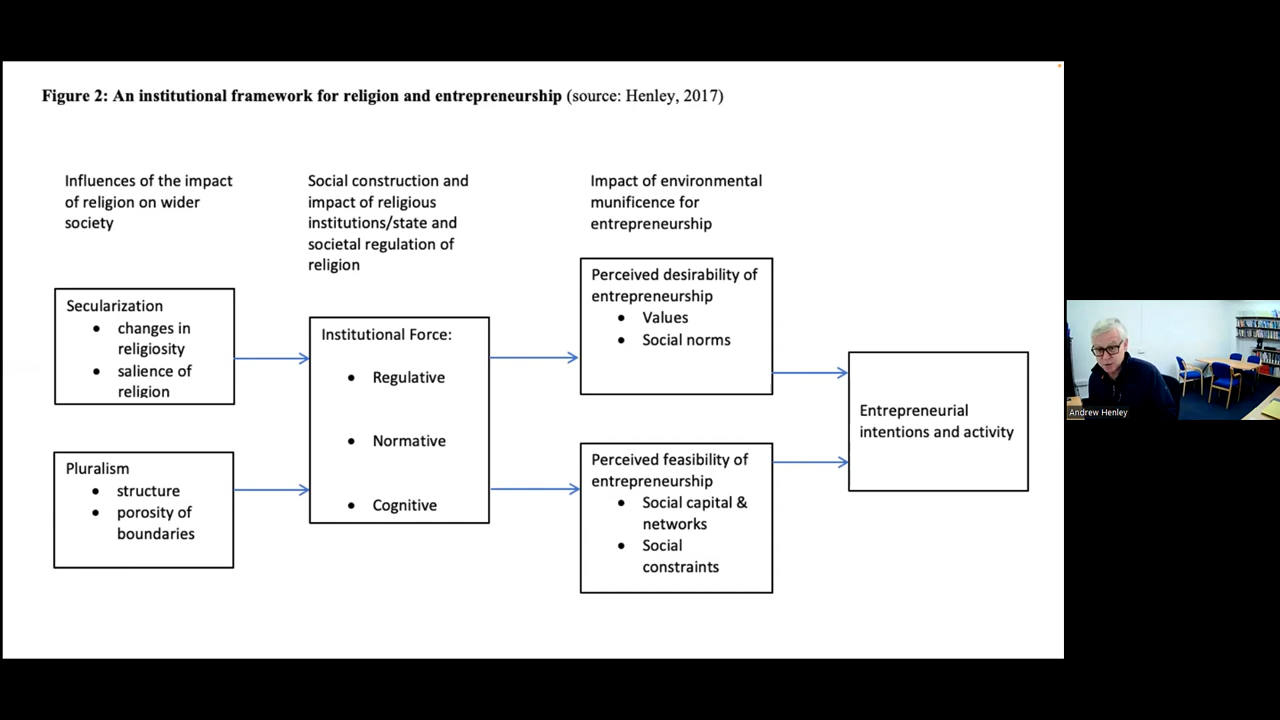 Figure 2: An institutional framework for religion and entrepreneurship (source: Henley, 2017)
Influences of the impact
of religion on wider
society
Social construction and
impact of religious
institutions/state and
societal regulation of
religion
Impact of environmental
munificence for
entrepreneurship
Secularization
• changes in
religiosity
• salience of
religion
Pluralism
• structure
• porosity of
boundaries
Institutional Force:
• Regulative
• Normative
• Cognitive
Perceived desirability of
entrepreneurship
• Values
• Social norms
Perceived feasibility of
entrepreneurship
• Social capital &
networks
• Social
constraints
Entrepreneurial
intentions and activity
Andrew Henley